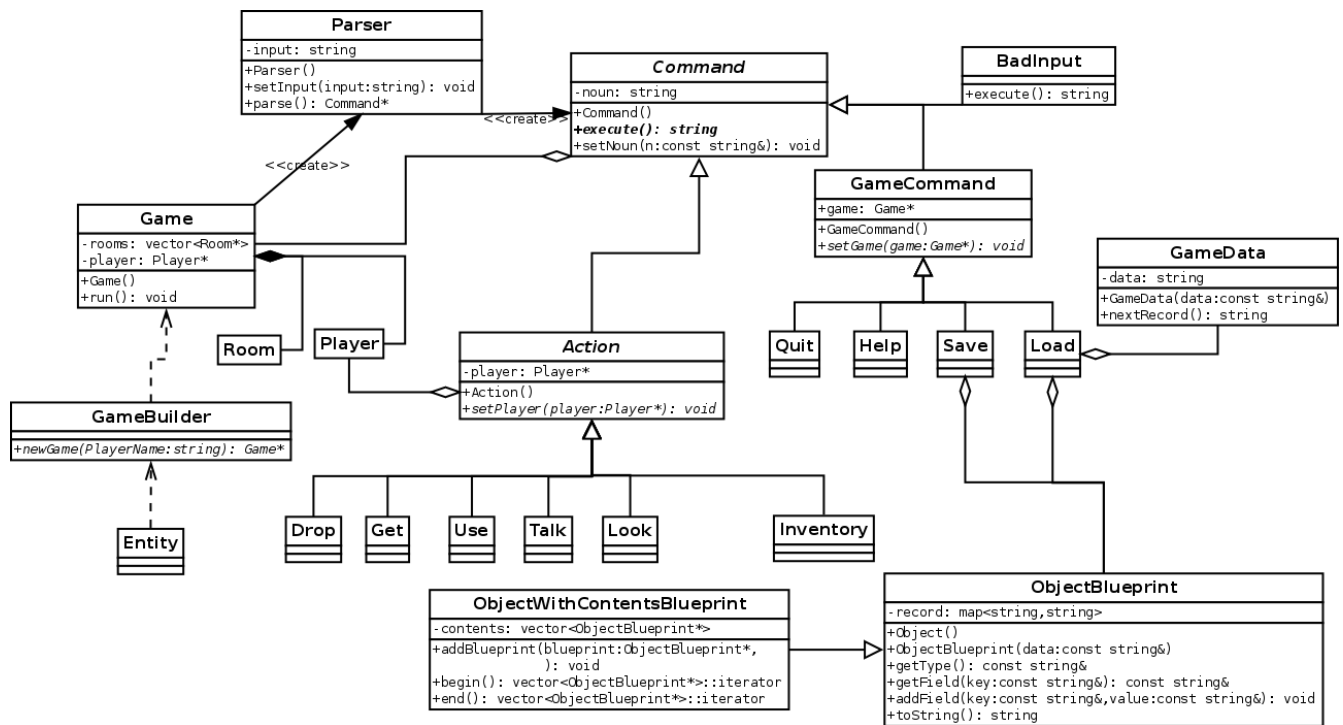 Parser
-input: string
+Parser()
+setInput(input:string): void
+parse(): Command*
<<create>>
<<create>>
Command
-noun: string
+Command()
+execute(): string
+setNoun(n:const string&): void
BadInput
+execute(): string
GameCommand
+game: Game*
+GameCommand()
+setGame(game:Game*): void
Game
-rooms: vector<Room*>
-player: Player*
+Game()
+run(): void
GameData
-data: string
+GameData(data:const string&)
+nextRecord(): string
Room
Player
Action
-player: Player*
+Action()
+setPlayer(player:Player*): void
Quit
Help
Save
Load
GameBuilder
+newGame(PlayerName:string): Game*
Entity
Drop
Get
Use
Talk
Look
Inventory
ObjectWithContentsBlueprint
-contents: vector<ObjectBlueprint*>
+addBlueprint(blueprint:ObjectBlueprint*,
): void
+begin(): vector<ObjectBlueprint*>::iterator
+end(): vector<ObjectBlueprint*>::iterator
ObjectBlueprint
-record: map<string,string>
+Object()
+ObjectBlueprint(data:const string&)
+getType(): const string&
+getField(key:const string&): const string&
+addField(key:const string&,value:const string&): void
+toString(): string